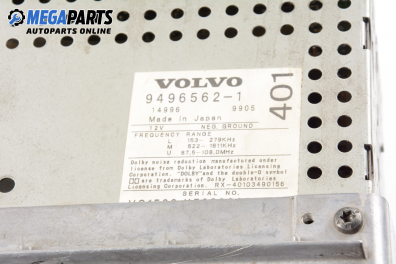 MEGAPARTS
AUTOPARTS 24
VOLVO
9496562-1
14996 9905
Made in Japan
12V NEG. GROUND
401
FREQUENCY RANGE
L 153- 279KHz
M 522- 1611KHz
U 87.5-108.0MHz
Dolby noise reduction manufactured under
license from Dolby Laboratories Licensing
Corporation. "DOLBY" and the double-D symbol
are trademarks of Dolby Laboratories
Licensing Corporation. RX-40103490156
SERIAL NO.